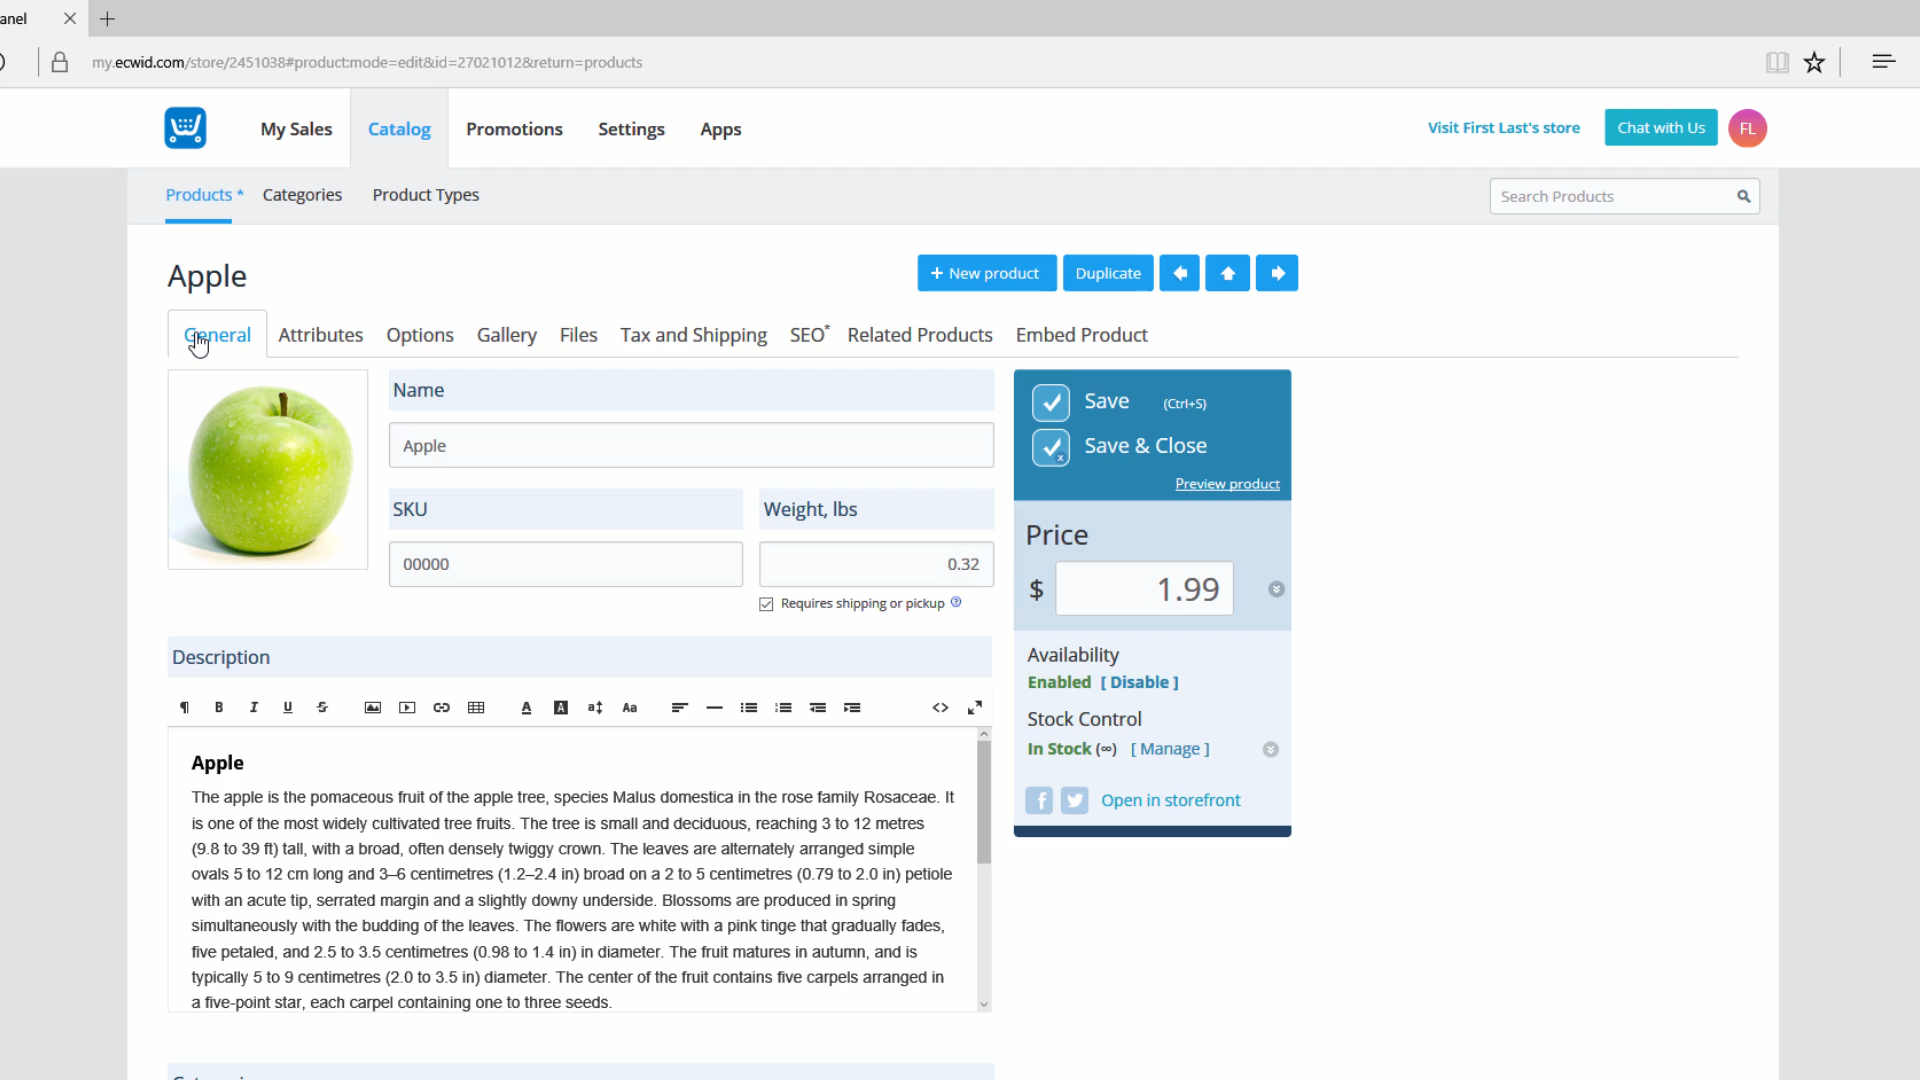 anel
my.ecwid.com/store/2451038#product:mode=edit&id=27021012&return=products
My Sales
Catalog
Promotions
Settings
Apps
Visit First Last's store
Chat with Us
FL
Products *
Categories
Product Types
Search Products
Apple
+ New product
Duplicate
General
Attributes
Options
Gallery
Files
Tax and Shipping
SEO*
Related Products
Embed Product
Name
Apple
SKU
Weight, lbs
00000
0.32
Requires shipping or pickup
Save (Ctrl+S)
Save & Close
Preview product
Price
$ 1.99
Availability
Enabled [ Disable ]
Stock Control
In Stock (∞) [ Manage ]
Open in storefront
Description
Apple
The apple is the pomaceous fruit of the apple tree, species Malus domestica in the rose family Rosaceae. It
is one of the most widely cultivated tree fruits. The tree is small and deciduous, reaching 3 to 12 metres
(9.8 to 39 ft) tall, with a broad, often densely twiggy crown. The leaves are alternately arranged simple
ovals 5 to 12 cm long and 3–6 centimetres (1.2–2.4 in) broad on a 2 to 5 centimetres (0.79 to 2.0 in) petiole
with an acute tip, serrated margin and a slightly downy underside. Blossoms are produced in spring
simultaneously with the budding of the leaves. The flowers are white with a pink tinge that gradually fades,
five petaled, and 2.5 to 3.5 centimetres (0.98 to 1.4 in) in diameter. The fruit matures in autumn, and is
typically 5 to 9 centimetres (2.0 to 3.5 in) diameter. The center of the fruit contains five carpels arranged in
a five-point star, each carpel containing one to three seeds.